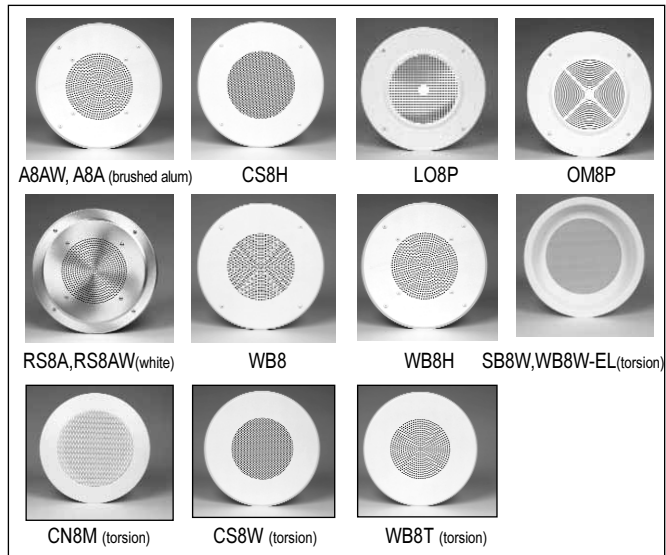 A8AW, A8A (brushed alum)
CS8H
LO8P
OM8P
RS8A,RS8AW(white)
WB8
WB8H
SB8W,WB8W-EL(torsion)
CN8M (torsion)
CS8W (torsion)
WB8T (torsion)